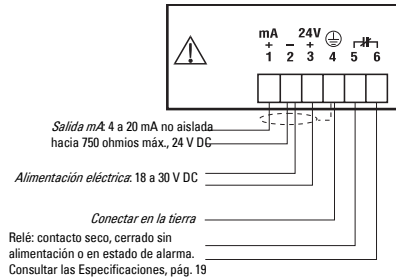 mA 24V
+ – +
1 2 3 4 5 6
Salida mA: 4 a 20 mA no aislada
hacia 750 ohmios máx., 24 V DC
Alimentación eléctrica: 18 a 30 V DC
Conectar en la tierra
Relé: contacto seco, cerrado sin
alimentación o en estado de alarma.
Consultar las Especificaciones, pág. 19